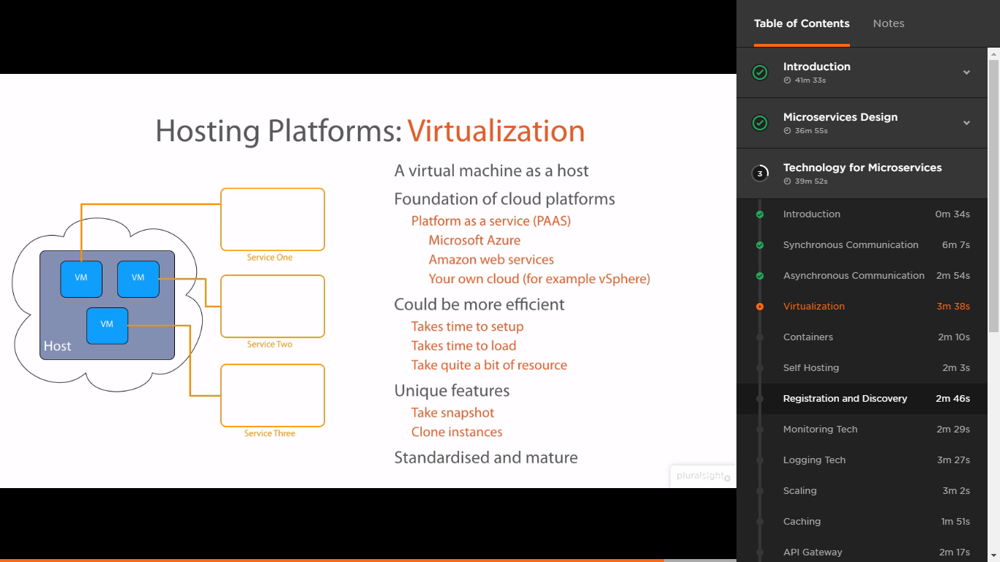 Hosting Platforms: Virtualization
A virtual machine as a host
Foundation of cloud platforms
Platform as a service (PAAS)
Microsoft Azure
Amazon web services
Your own cloud (for example vSphere)
Could be more efficient
Takes time to setup
Takes time to load
Take quite a bit of resource
Unique features
Take snapshot
Clone instances
Standardised and mature
VM
VM
VM
Host
Service One
Service Two
Service Three
pluralsight
Table of Contents
Notes
Introduction
41m 33s
Microservices Design
36m 55s
3
Technology for Microservices
39m 52s
Introduction 0m 34s
Synchronous Communication 6m 7s
Asynchronous Communication 2m 54s
Virtualization 3m 38s
Containers 2m 10s
Self Hosting 2m 3s
Registration and Discovery 2m 46s
Monitoring Tech 2m 29s
Logging Tech 3m 27s
Scaling 3m 2s
Caching 1m 51s
API Gateway 2m 17s